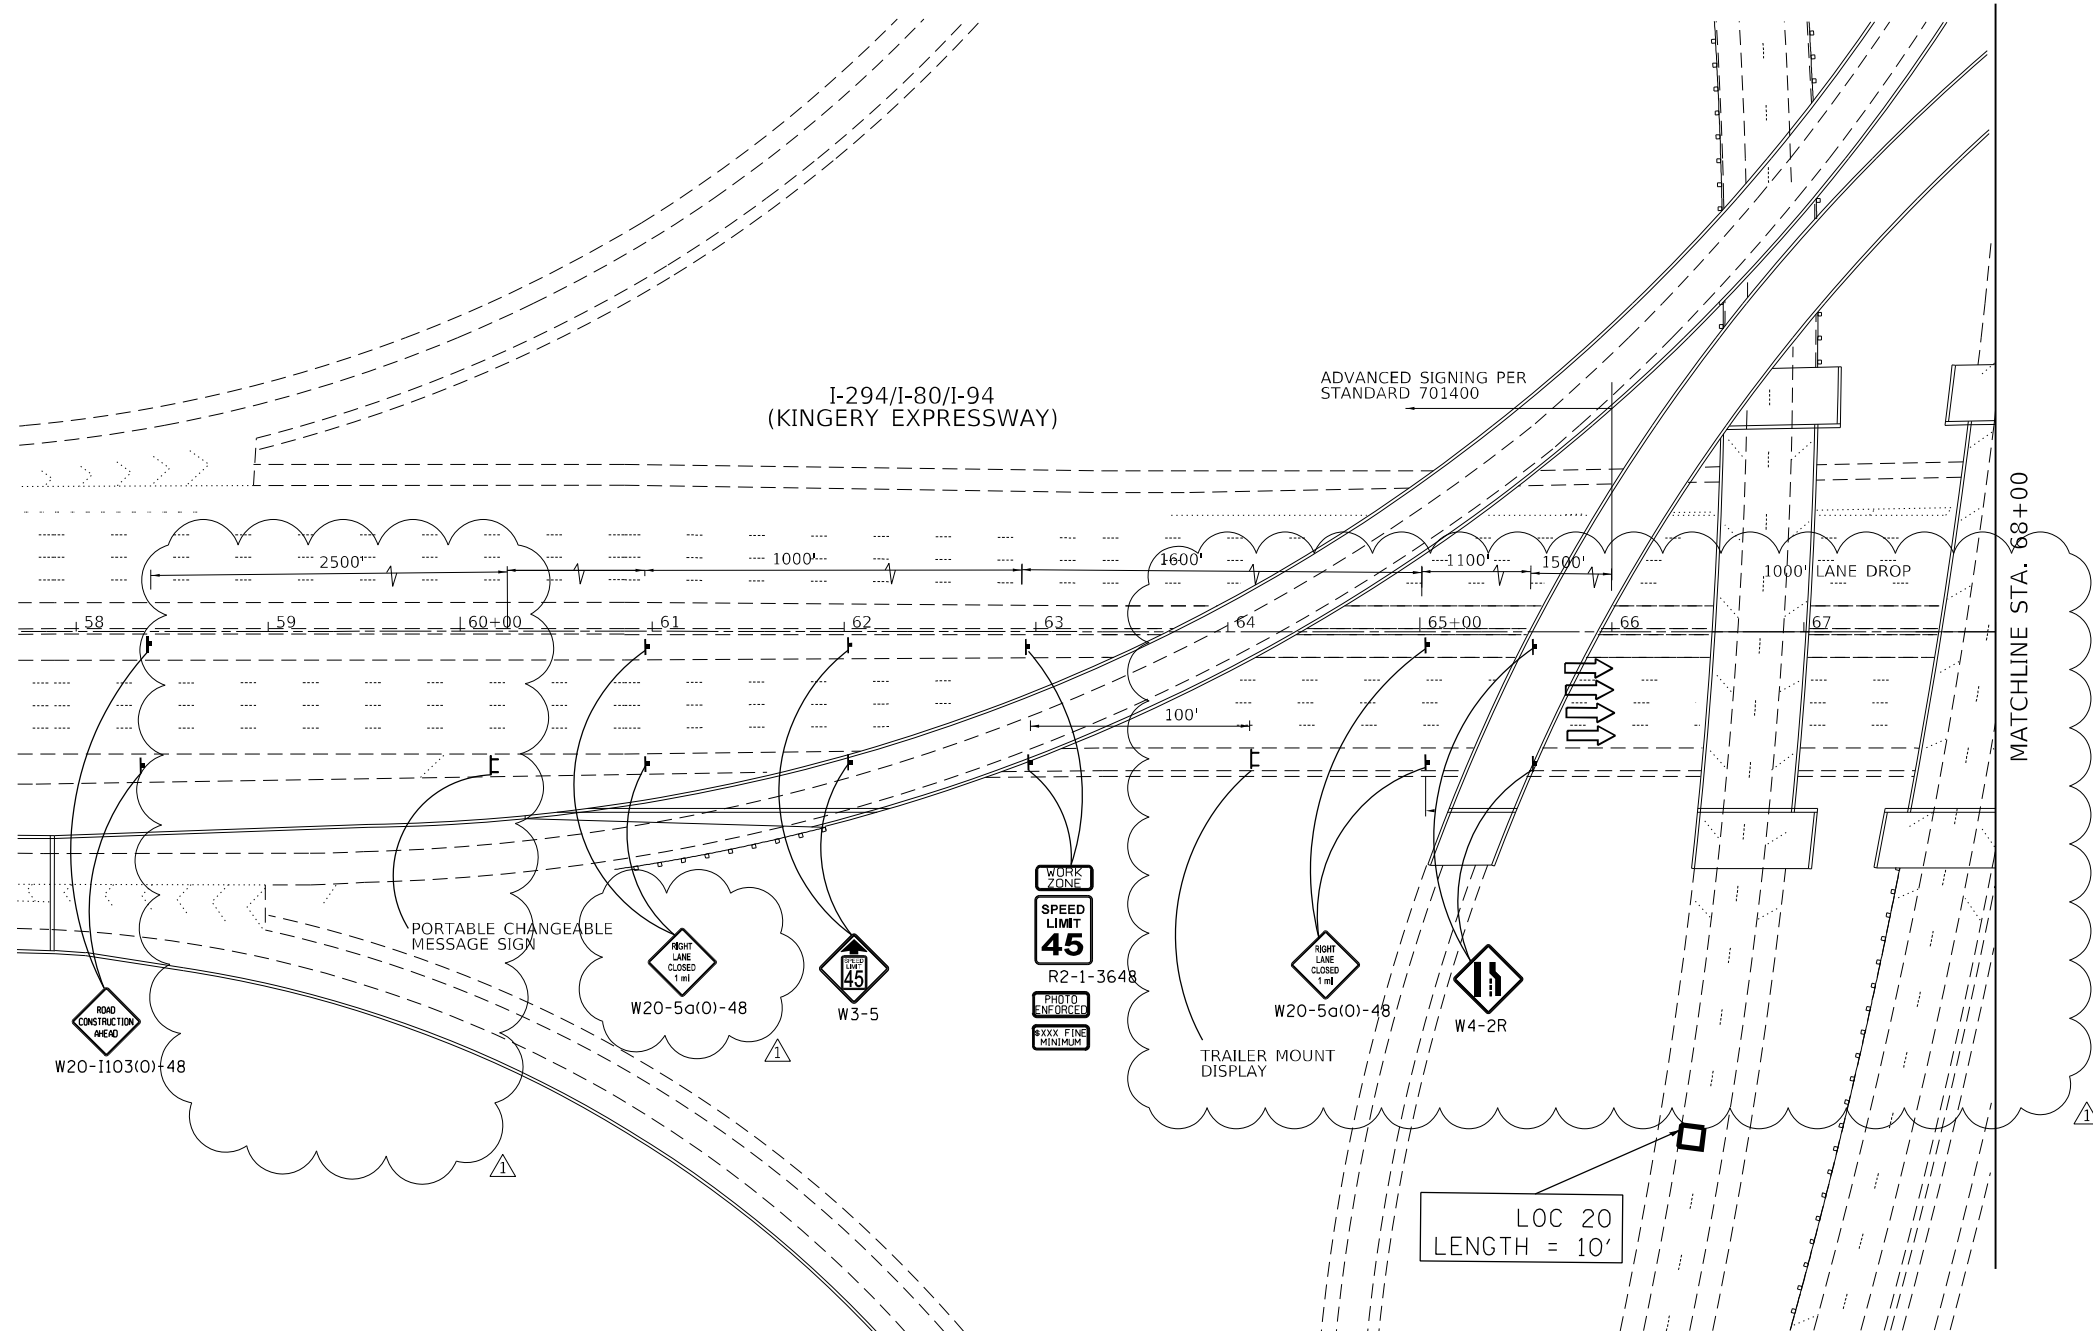 I-294/I-80/I-94
(KINGERY EXPRESSWAY)
ADVANCED SIGNING PER
STANDARD 701400
MATCHLINE STA. 68+00
2500'
1000'
1600'
1100'
1500'
1000' LANE DROP
58
59
60+00
61
62
63
64
65+00
66
67
100'
PORTABLE CHANGEABLE
MESSAGE SIGN
ROAD
CONSTRUCTION
AHEAD
W20-I103(O)-48
RIGHT
LANE
CLOSED
1 mi
W20-5a(O)-48
1
1
SPEED
LIMIT
45
W3-5
WORK
ZONE
SPEED
LIMIT
45
R2-1-3648
PHOTO
ENFORCED
$XXX FINE
MINIMUM
TRAILER MOUNT
DISPLAY
RIGHT
LANE
CLOSED
1 mi
W20-5a(O)-48
W4-2R
1
LOC 20
LENGTH = 10'